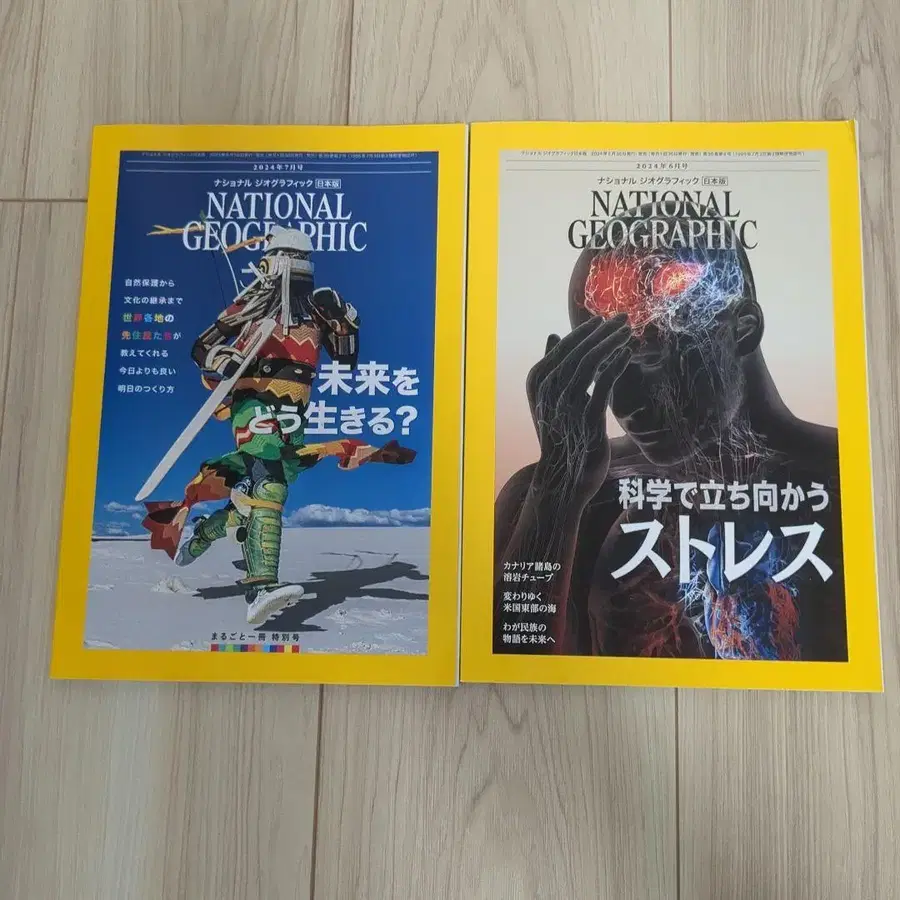 2024年7月号
ナショナル ジオグラフィック 日本版
NATIONAL
GEOGRAPHIC
自然保護から
文化の継承まで
世界各地の
先住民たちが
教えてくれる
今日よりも良い
明日のつくり方
未来を
どう生きる?
まるごと一冊 特別号
2024年6月号
ナショナル ジオグラフィック 日本版
NATIONAL
GEOGRAPHIC
科学で立ち向かう
ストレス
カナリア諸島の
溶岩チューブ
変わりゆく
米国東部の海
わが民族の
物語を未来へ